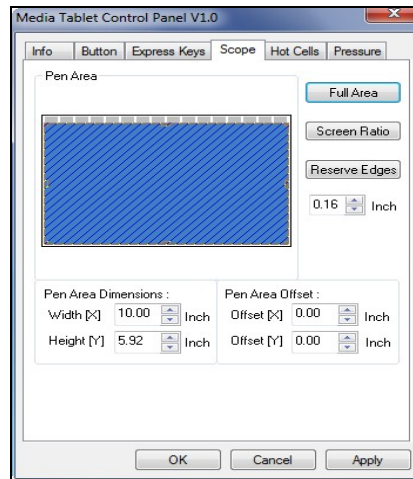 Media Tablet Control Panel V1.0
Info Button Express Keys Scope Hot Cells Pressure
Pen Area
Full Area
Screen Ratio
Reserve Edges
0.16 Inch
Pen Area Dimensions :
Width [X] 10.00 Inch
Height [Y] 5.92 Inch
Pen Area Offset :
Offset [X] 0.00 Inch
Offset [Y] 0.00 Inch
OK Cancel Apply